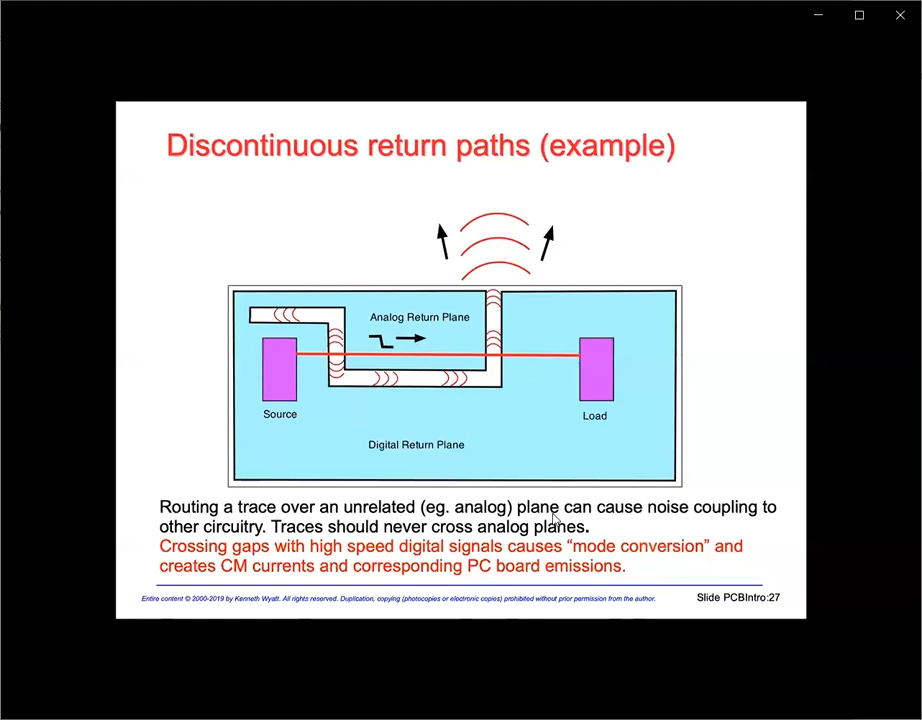 Discontinuous return paths (example)
Analog Return Plane
Source
Load
Digital Return Plane
Routing a trace over an unrelated (eg. analog) plane can cause noise coupling to
other circuitry. Traces should never cross analog planes.
Crossing gaps with high speed digital signals causes “mode conversion” and
creates CM currents and corresponding PC board emissions.
Entire content © 2000-2019 by Kenneth Wyatt. All rights reserved. Duplication, copying (photocopies or electronic copies) prohibited without prior permission from the author.
Slide PCBIntro:27